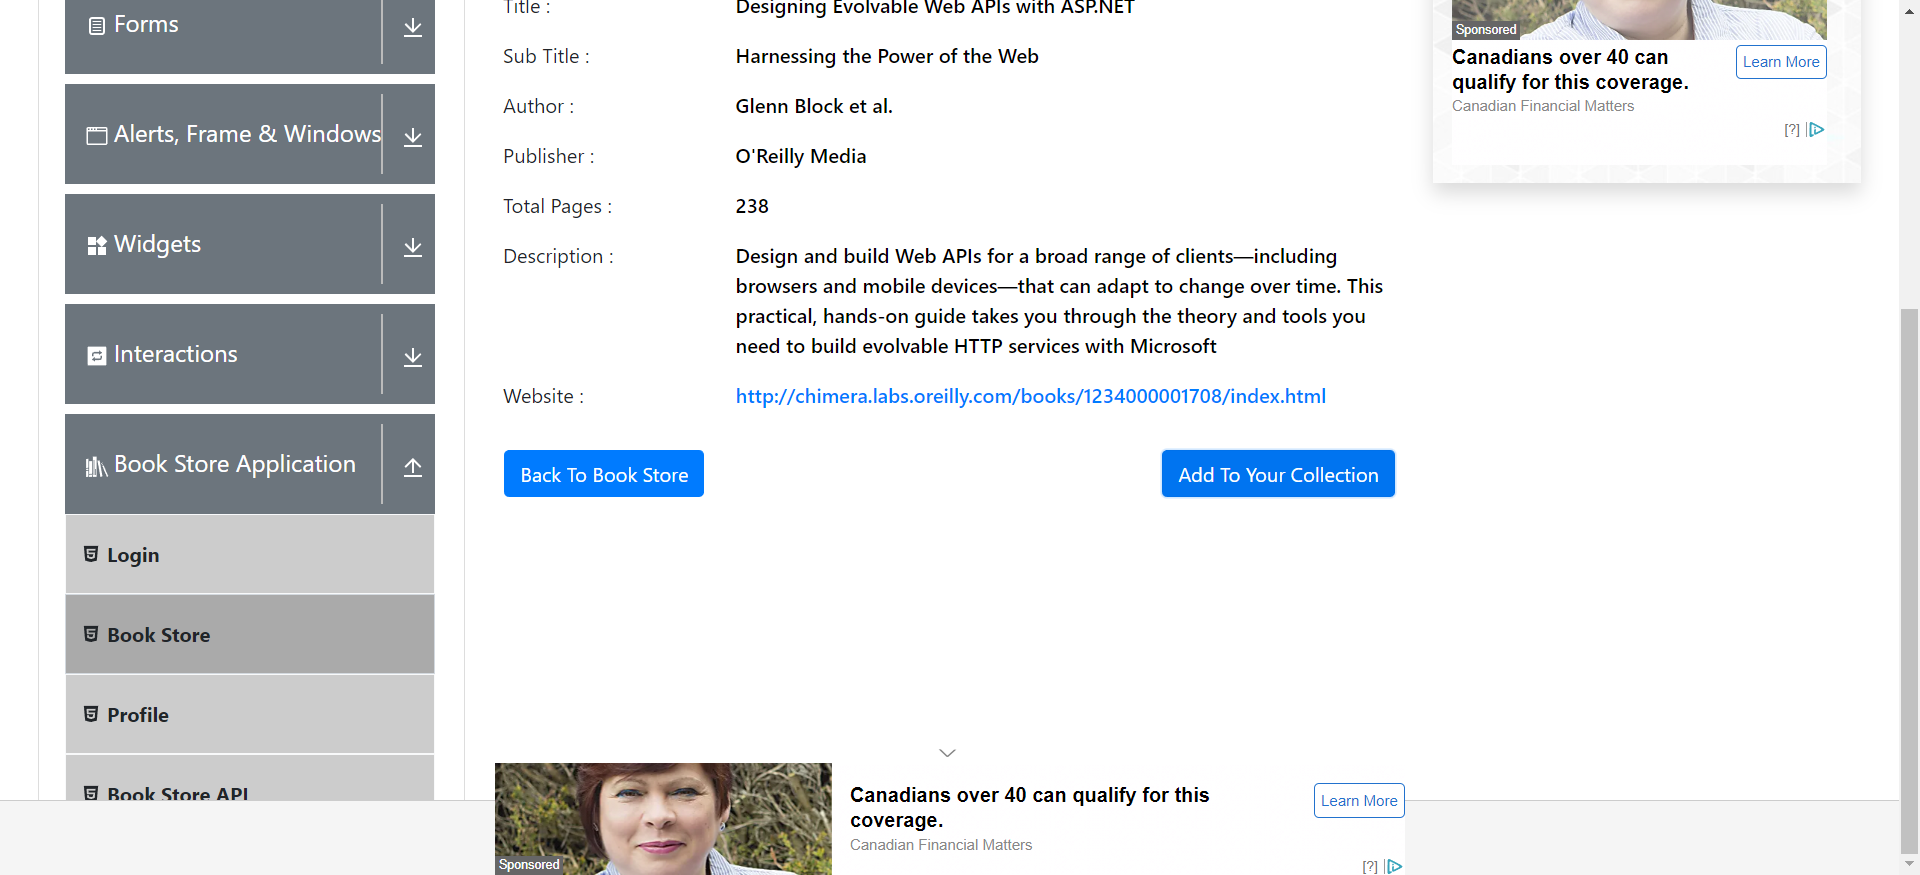 Forms
Alerts, Frame & Windows
Widgets
Interactions
Book Store Application
Login
Book Store
Profile
Book Store API
Title : Designing Evolvable Web APIs with ASP.NET
Sub Title : Harnessing the Power of the Web
Author : Glenn Block et al.
Publisher : O'Reilly Media
Total Pages : 238
Description : Design and build Web APIs for a broad range of clients—including
browsers and mobile devices—that can adapt to change over time. This
practical, hands-on guide takes you through the theory and tools you
need to build evolvable HTTP services with Microsoft
Website : http://chimera.labs.oreilly.com/books/1234000001708/index.html
Back To Book Store
Add To Your Collection
Sponsored
Canadians over 40 can
qualify for this coverage.
Learn More
Canadian Financial Matters
[?]
Sponsored
Canadians over 40 can qualify for this
coverage.
Learn More
Canadian Financial Matters
[?]